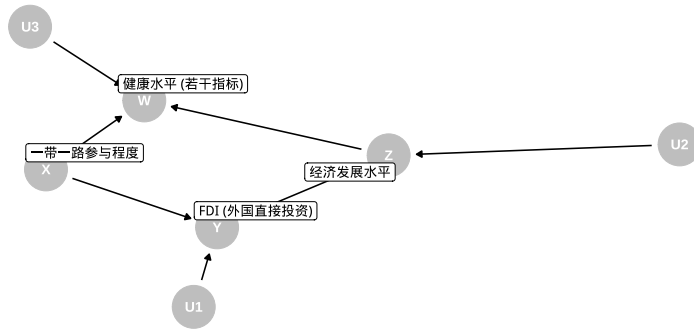 U3
健康水平 (若干指标)
W
一带一路参与程度
X
U2
Z
经济发展水平
FDI (外国直接投资)
Y
U1